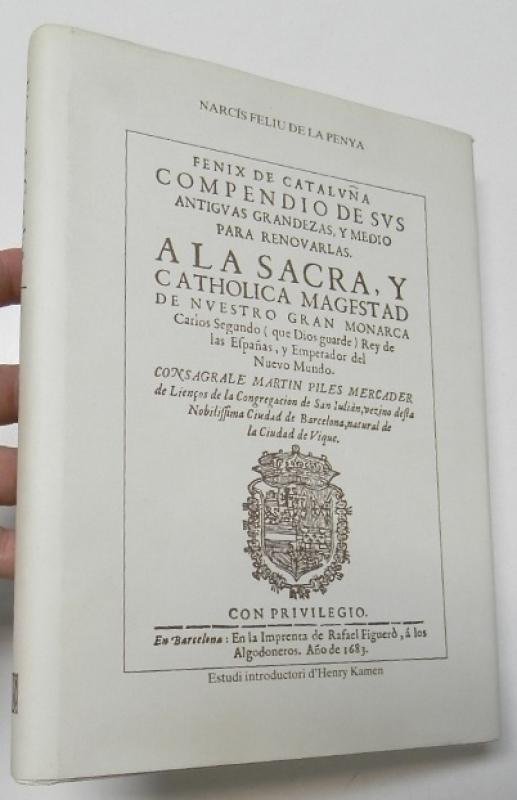 NARCÍS FELIU DE LA PENYA
FENIX DE CATALVÑA
COMPENDIO DE SVS
ANTIGVAS GRANDEZAS, Y MEDIO
PARA RENOVARLAS.
A LA SACRA, Y
CATHOLICA MAGESTAD
DE NVESTRO GRAN MONARCA
Carlos Segundo ( que Dios guarde ) Rey de
las Españas, y Emperador del
Nuevo Mundo.
CONSAGRALE MARTIN PILES MERCADER
de Lienços de la Congregacion de San Iulián, vezino desta
Nobilissima Ciudad de Barcelona, natural de
la Ciudad de Vique.
CON PRIVILEGIO.
En Barcelona : En la Imprenta de Rafael Figuerò, á los
Algodoneros. Año de 1683.
Estudi introductori d'Henry Kamen